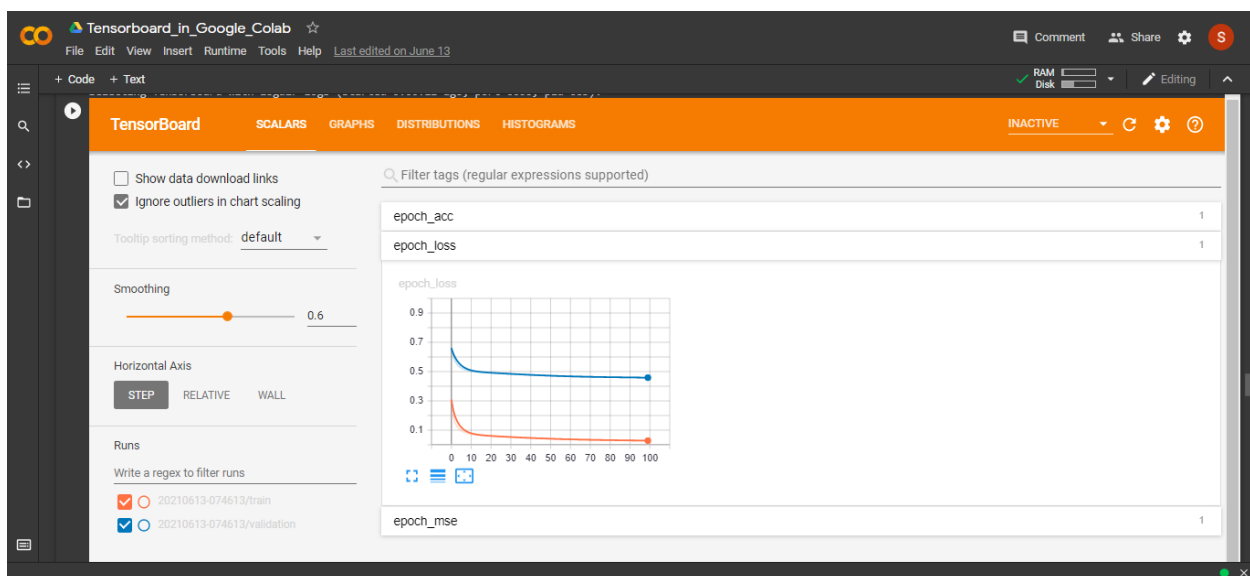 Tensorboard_in_Google_Colab
Comment Share S
File Edit View Insert Runtime Tools Help Last edited on June 13
+ Code + Text
RAM
Disk
Editing
TensorBoard SCALARS GRAPHS DISTRIBUTIONS HISTOGRAMS INACTIVE
Show data download links
Ignore outliers in chart scaling
Tooltip sorting method: default
Smoothing
0.6
Horizontal Axis
STEP RELATIVE WALL
Runs
Write a regex to filter runs
20210613-074613/train
20210613-074613/validation
Filter tags (regular expressions supported)
epoch_acc 1
epoch_loss 1
epoch_loss
0.9
0.7
0.5
0.3
0.1
0 10 20 30 40 50 60 70 80 90 100
epoch_mse 1